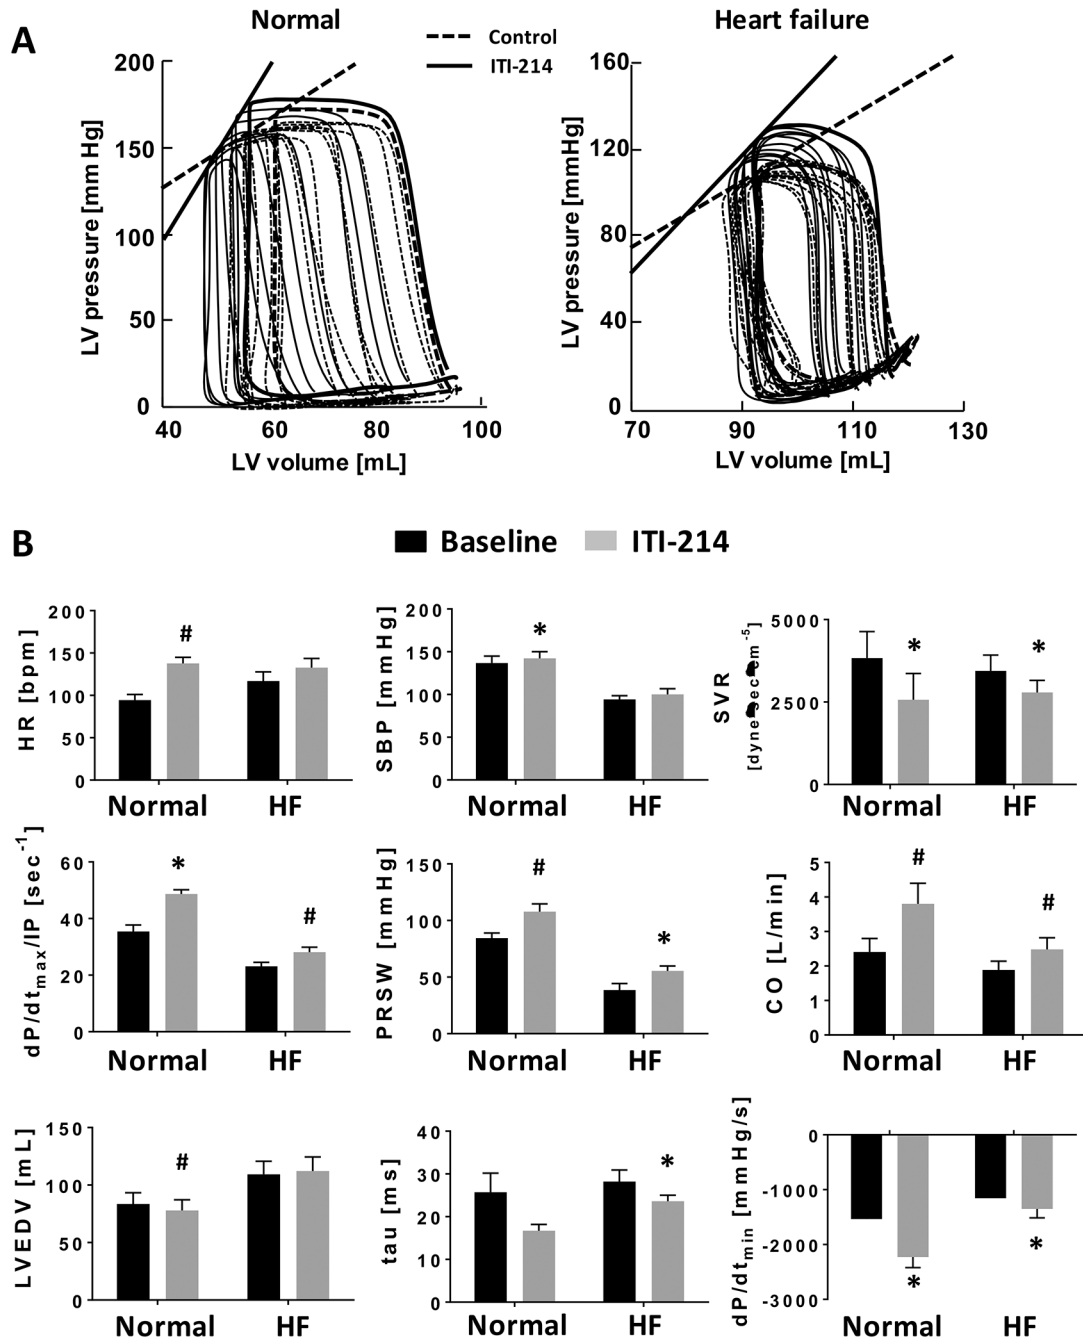 A
Normal
Heart failure
Control
ITI-214
LV pressure [mm Hg]
200
150
100
50
0
40
60
80
100
LV volume [mL]
LV pressure [mmHg]
160
120
80
40
0
70
90
110
130
LV volume [mL]
B
Baseline
ITI-214
HR [bpm]
200
150
100
50
0
#
Normal
HF
SBP [mmHg]
200
150
100
50
0
*
Normal
HF
SVR
5000
2500
0
*
*
Normal
HF
dP/dtmax/IP [sec-1]
60
40
20
0
*
#
Normal
HF
PRSW [mmHg]
150
100
50
0
#
*
Normal
HF
CO [L/min]
5
4
3
2
1
0
#
#
Normal
HF
LVEDV [mL]
150
100
50
0
#
Normal
HF
tau [ms]
40
30
20
10
0
*
Normal
HF
dP/dtmin [mmHg/s]
0
-1000
-2000
-3000
*
*
Normal
HF